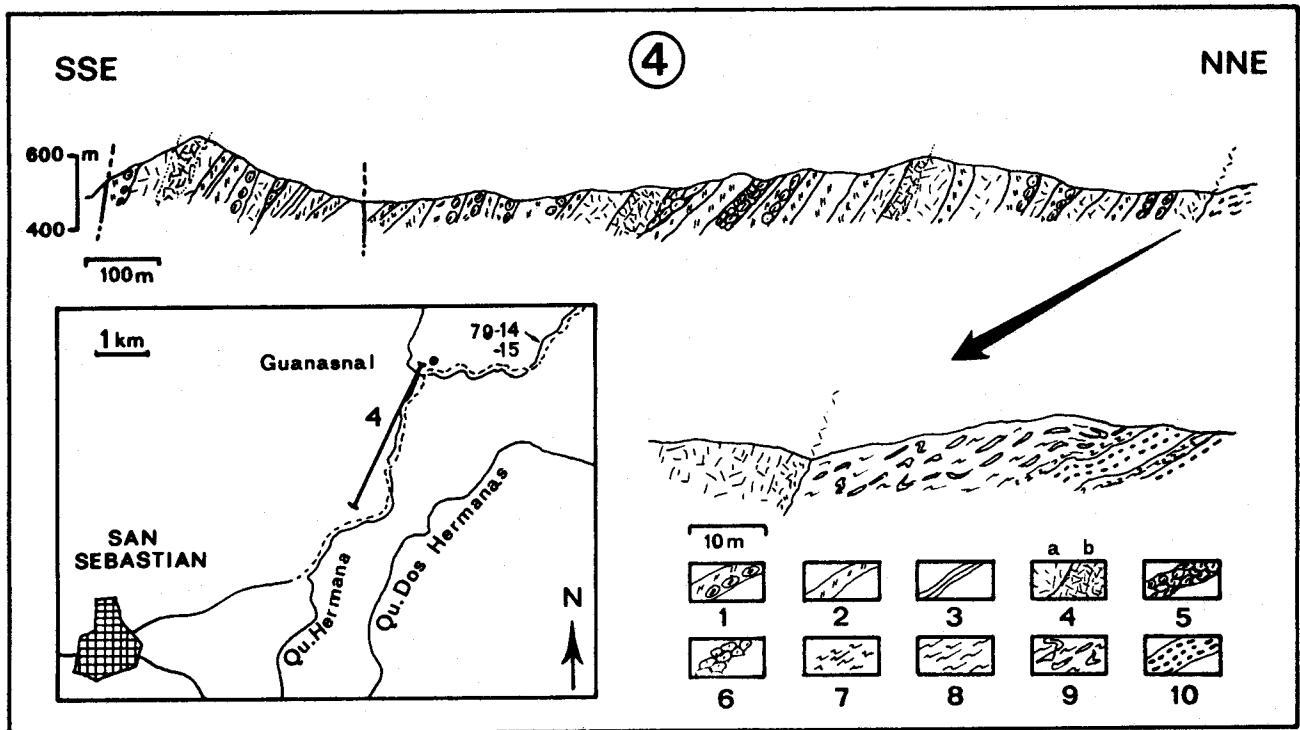 4
SSE
NNE
600 m
400
100m
1 km
79-14
-15
Guanasnal
4
SAN
SEBASTIAN
Qu. Hermana
Qu. Dos Hermanas
N
10 m
a b
1 2 3 4 5
6 7 8 9 10